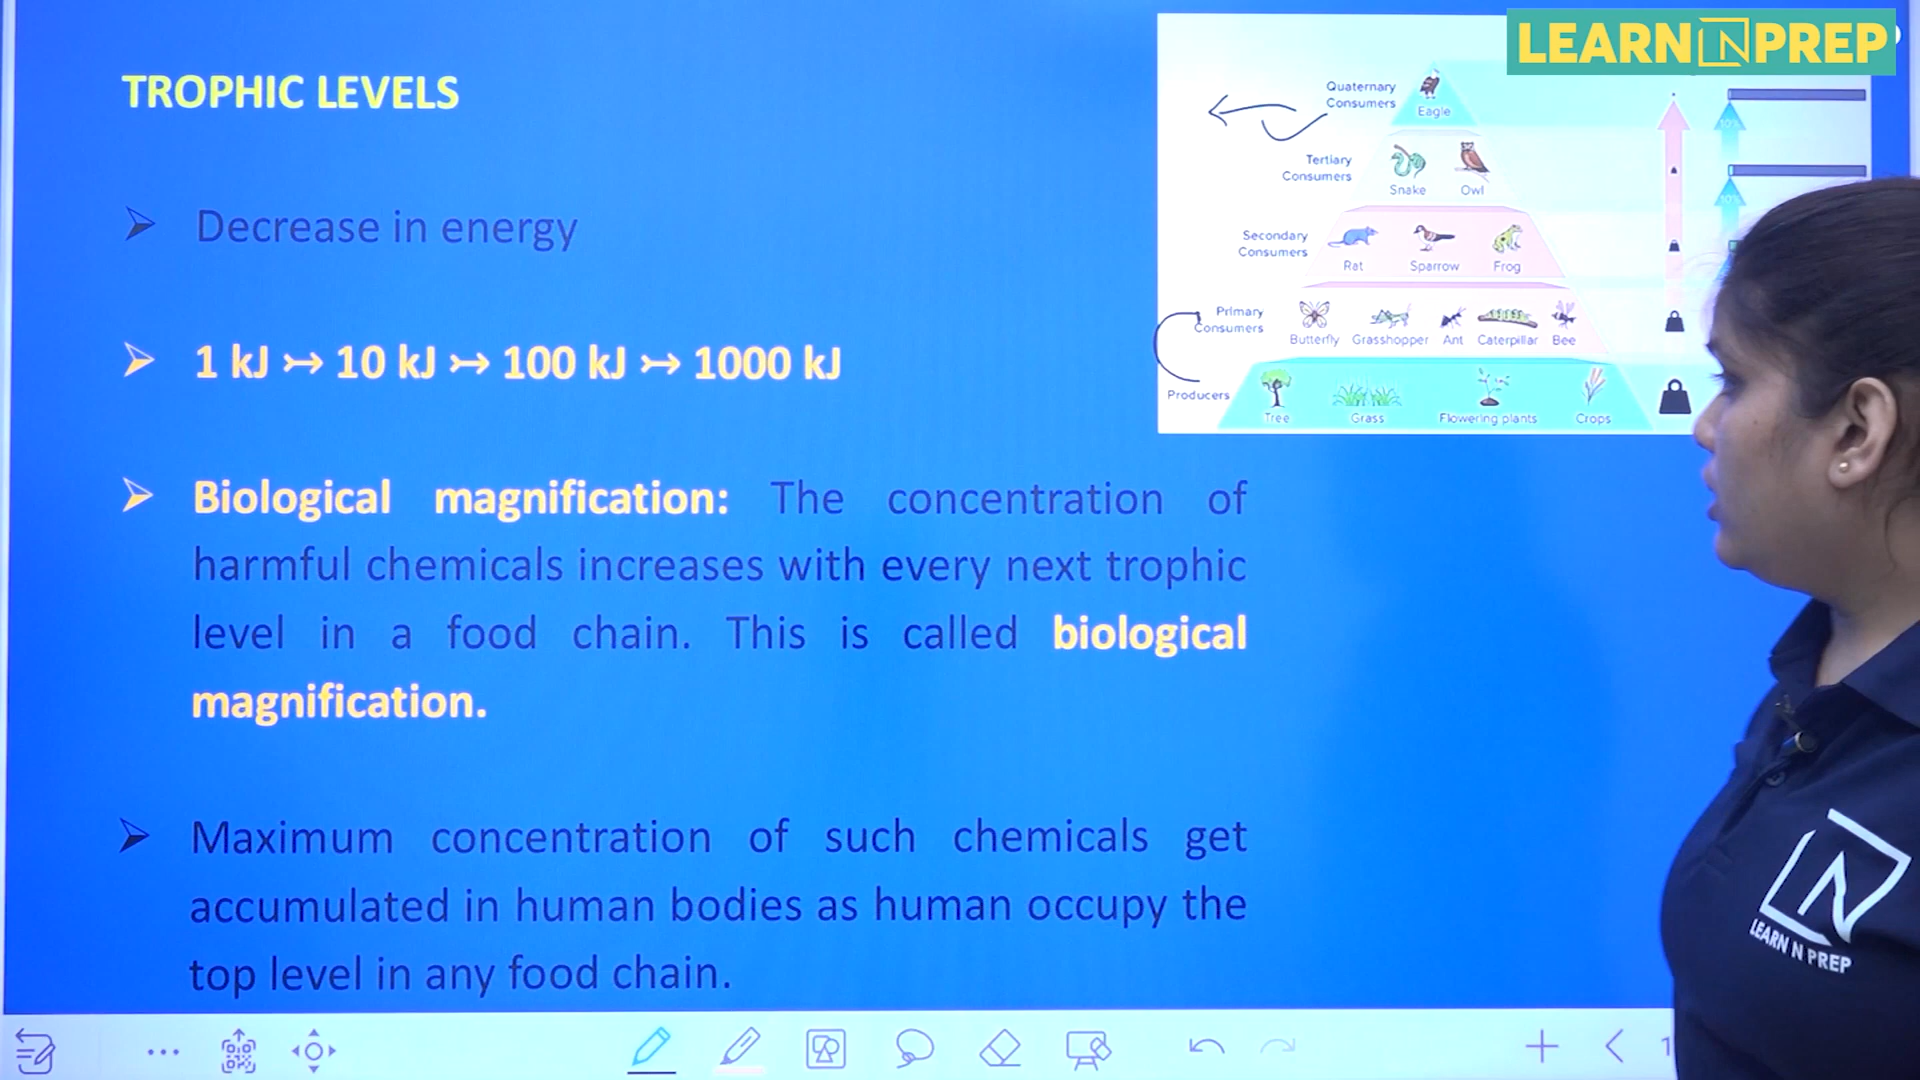 LEARN N PREP
TROPHIC LEVELS
Quaternary
Consumers
Eagle
10%
Tertiary
Consumers
Snake Owl
10%
Decrease in energy
Secondary
Consumers
Rat Sparrow Frog
Primary
Consumers
Butterfly Grasshopper Ant Caterpillar Bee
1 kJ ↣ 10 kJ ↣ 100 kJ ↣ 1000 kJ
Producers
Tree Grass Flowering plants Crops
Biological magnification: The concentration of
harmful chemicals increases with every next trophic
level in a food chain. This is called biological
magnification.
Maximum concentration of such chemicals get
accumulated in human bodies as human occupy the
top level in any food chain.
LEARN N PREP